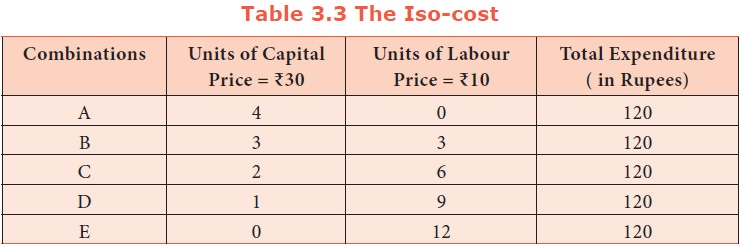 Table 3.3 The Iso-cost
Combinations Units of Capital Units of Labour Total Expenditure
Price = ₹30 Price = ₹10 ( in Rupees)
A 4 0 120
B 3 3 120
C 2 6 120
D 1 9 120
E 0 12 120